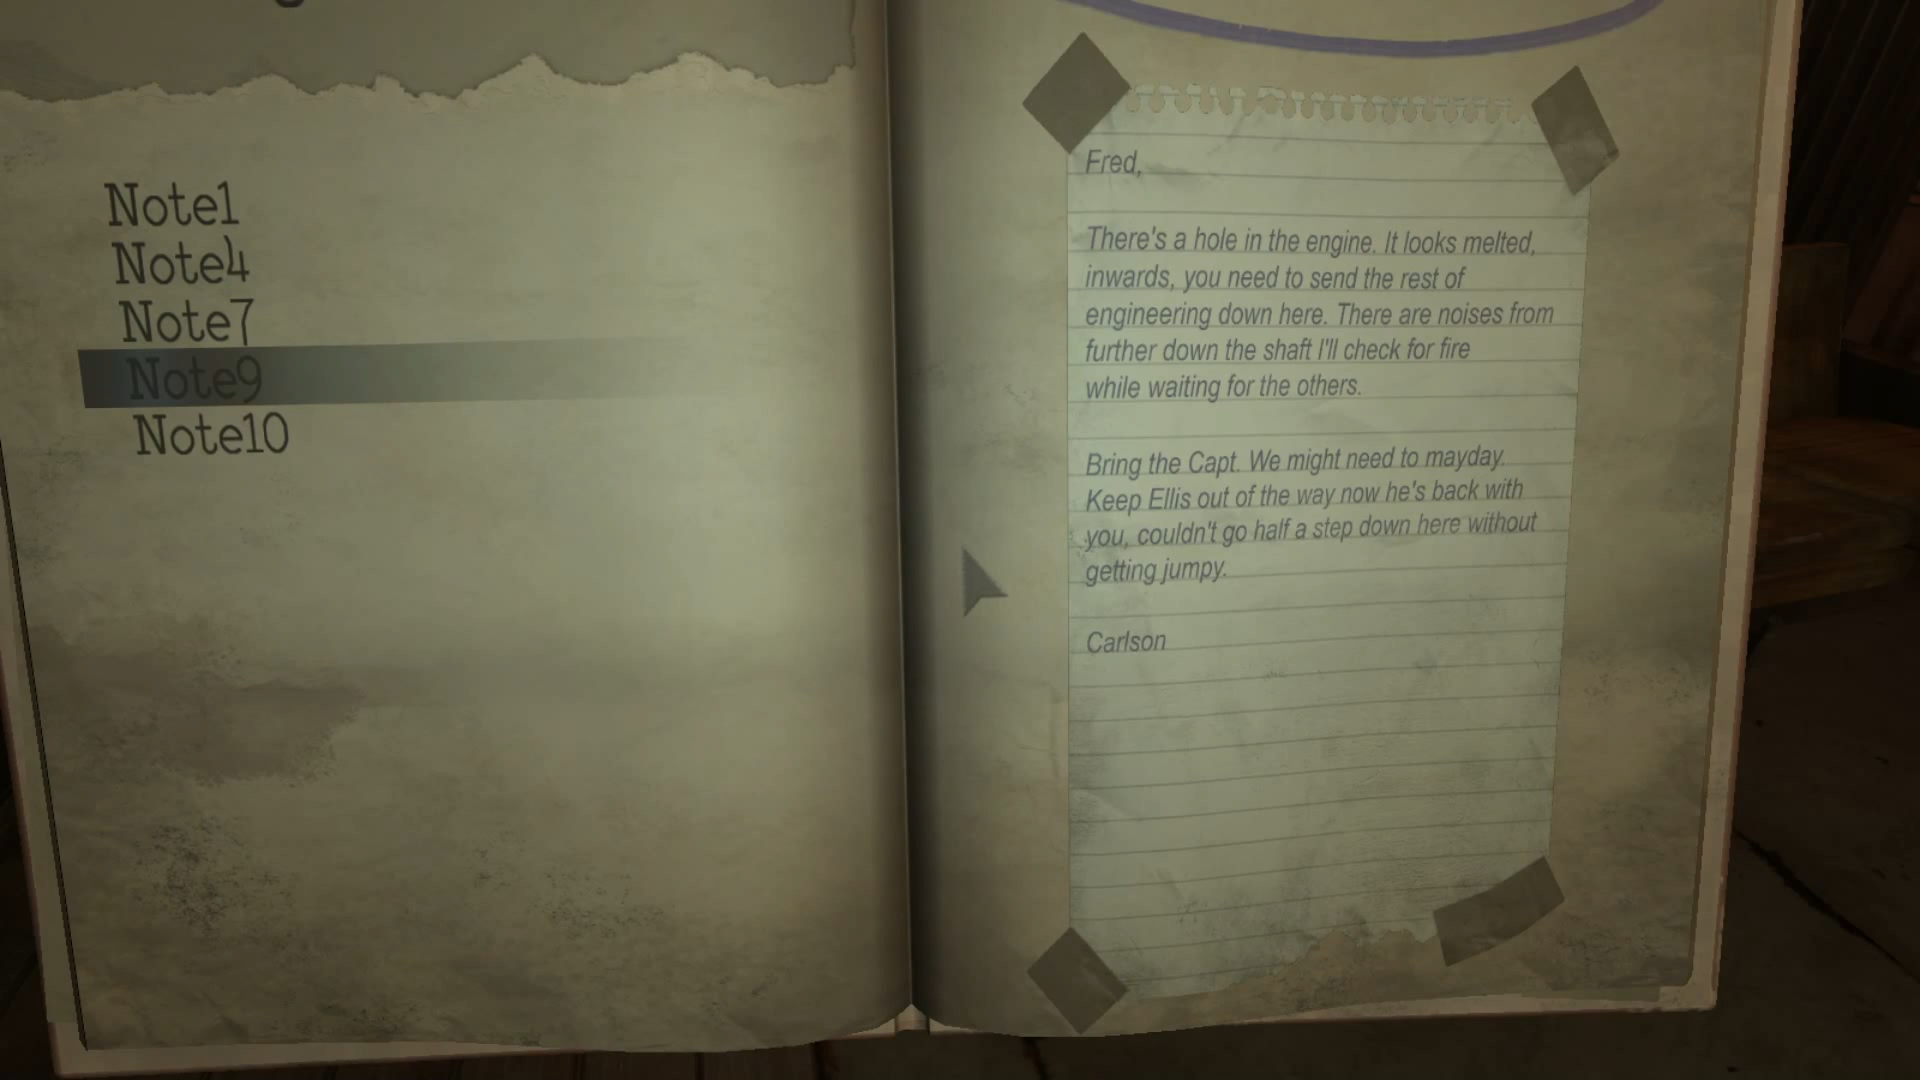 Note1
Note4
Note7
Note9
Note10
Fred,
There's a hole in the engine. It looks melted,
inwards, you need to send the rest of
engineering down here. There are noises from
further down the shaft I'll check for fire
while waiting for the others.
Bring the Capt. We might need to mayday.
Keep Ellis out of the way now he's back with
you, couldn't go half a step down here without
getting jumpy.
Carlson